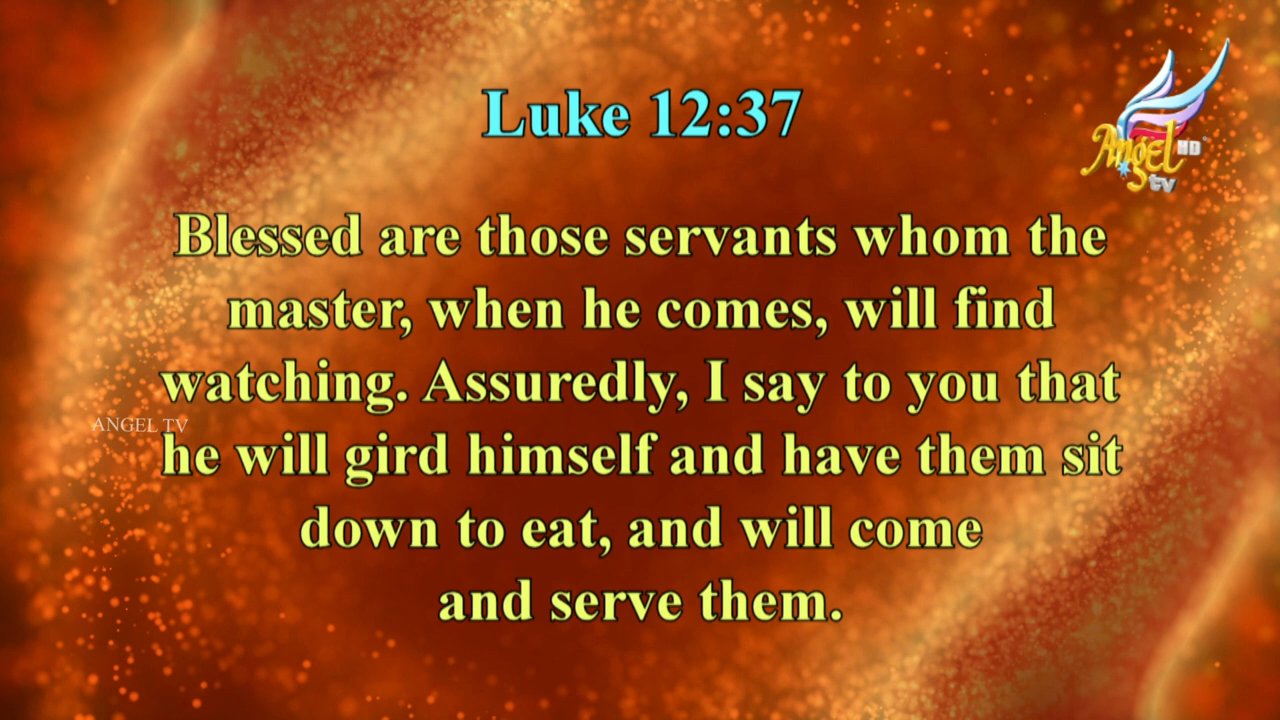 Luke 12:37
Angel HD
tv
Blessed are those servants whom the
master, when he comes, will find
watching. Assuredly, I say to you that
ANGEL TV
he will gird himself and have them sit
down to eat, and will come
and serve them.